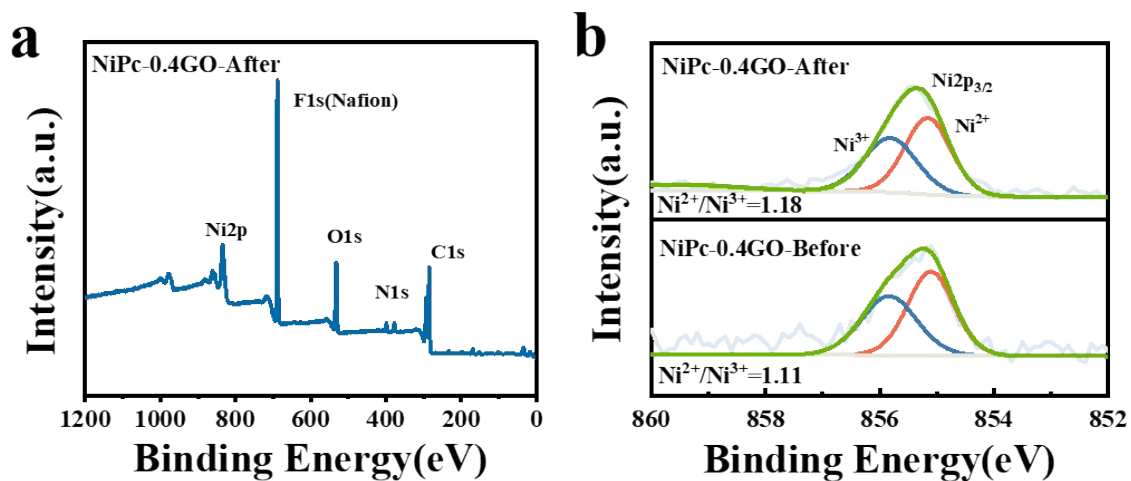 a
NiPc-0.4GO-After
F1s(Nafion)
Ni2p
O1s
N1s
C1s
Intensity(a.u.)
1200 1000 800 600 400 200 0
Binding Energy(eV)
b
NiPc-0.4GO-After
Ni2p3/2
Ni3+
Ni2+
Ni2+/Ni3+=1.18
NiPc-0.4GO-Before
Ni2+/Ni3+=1.11
Intensity(a.u.)
860 858 856 854 852
Binding Energy(eV)